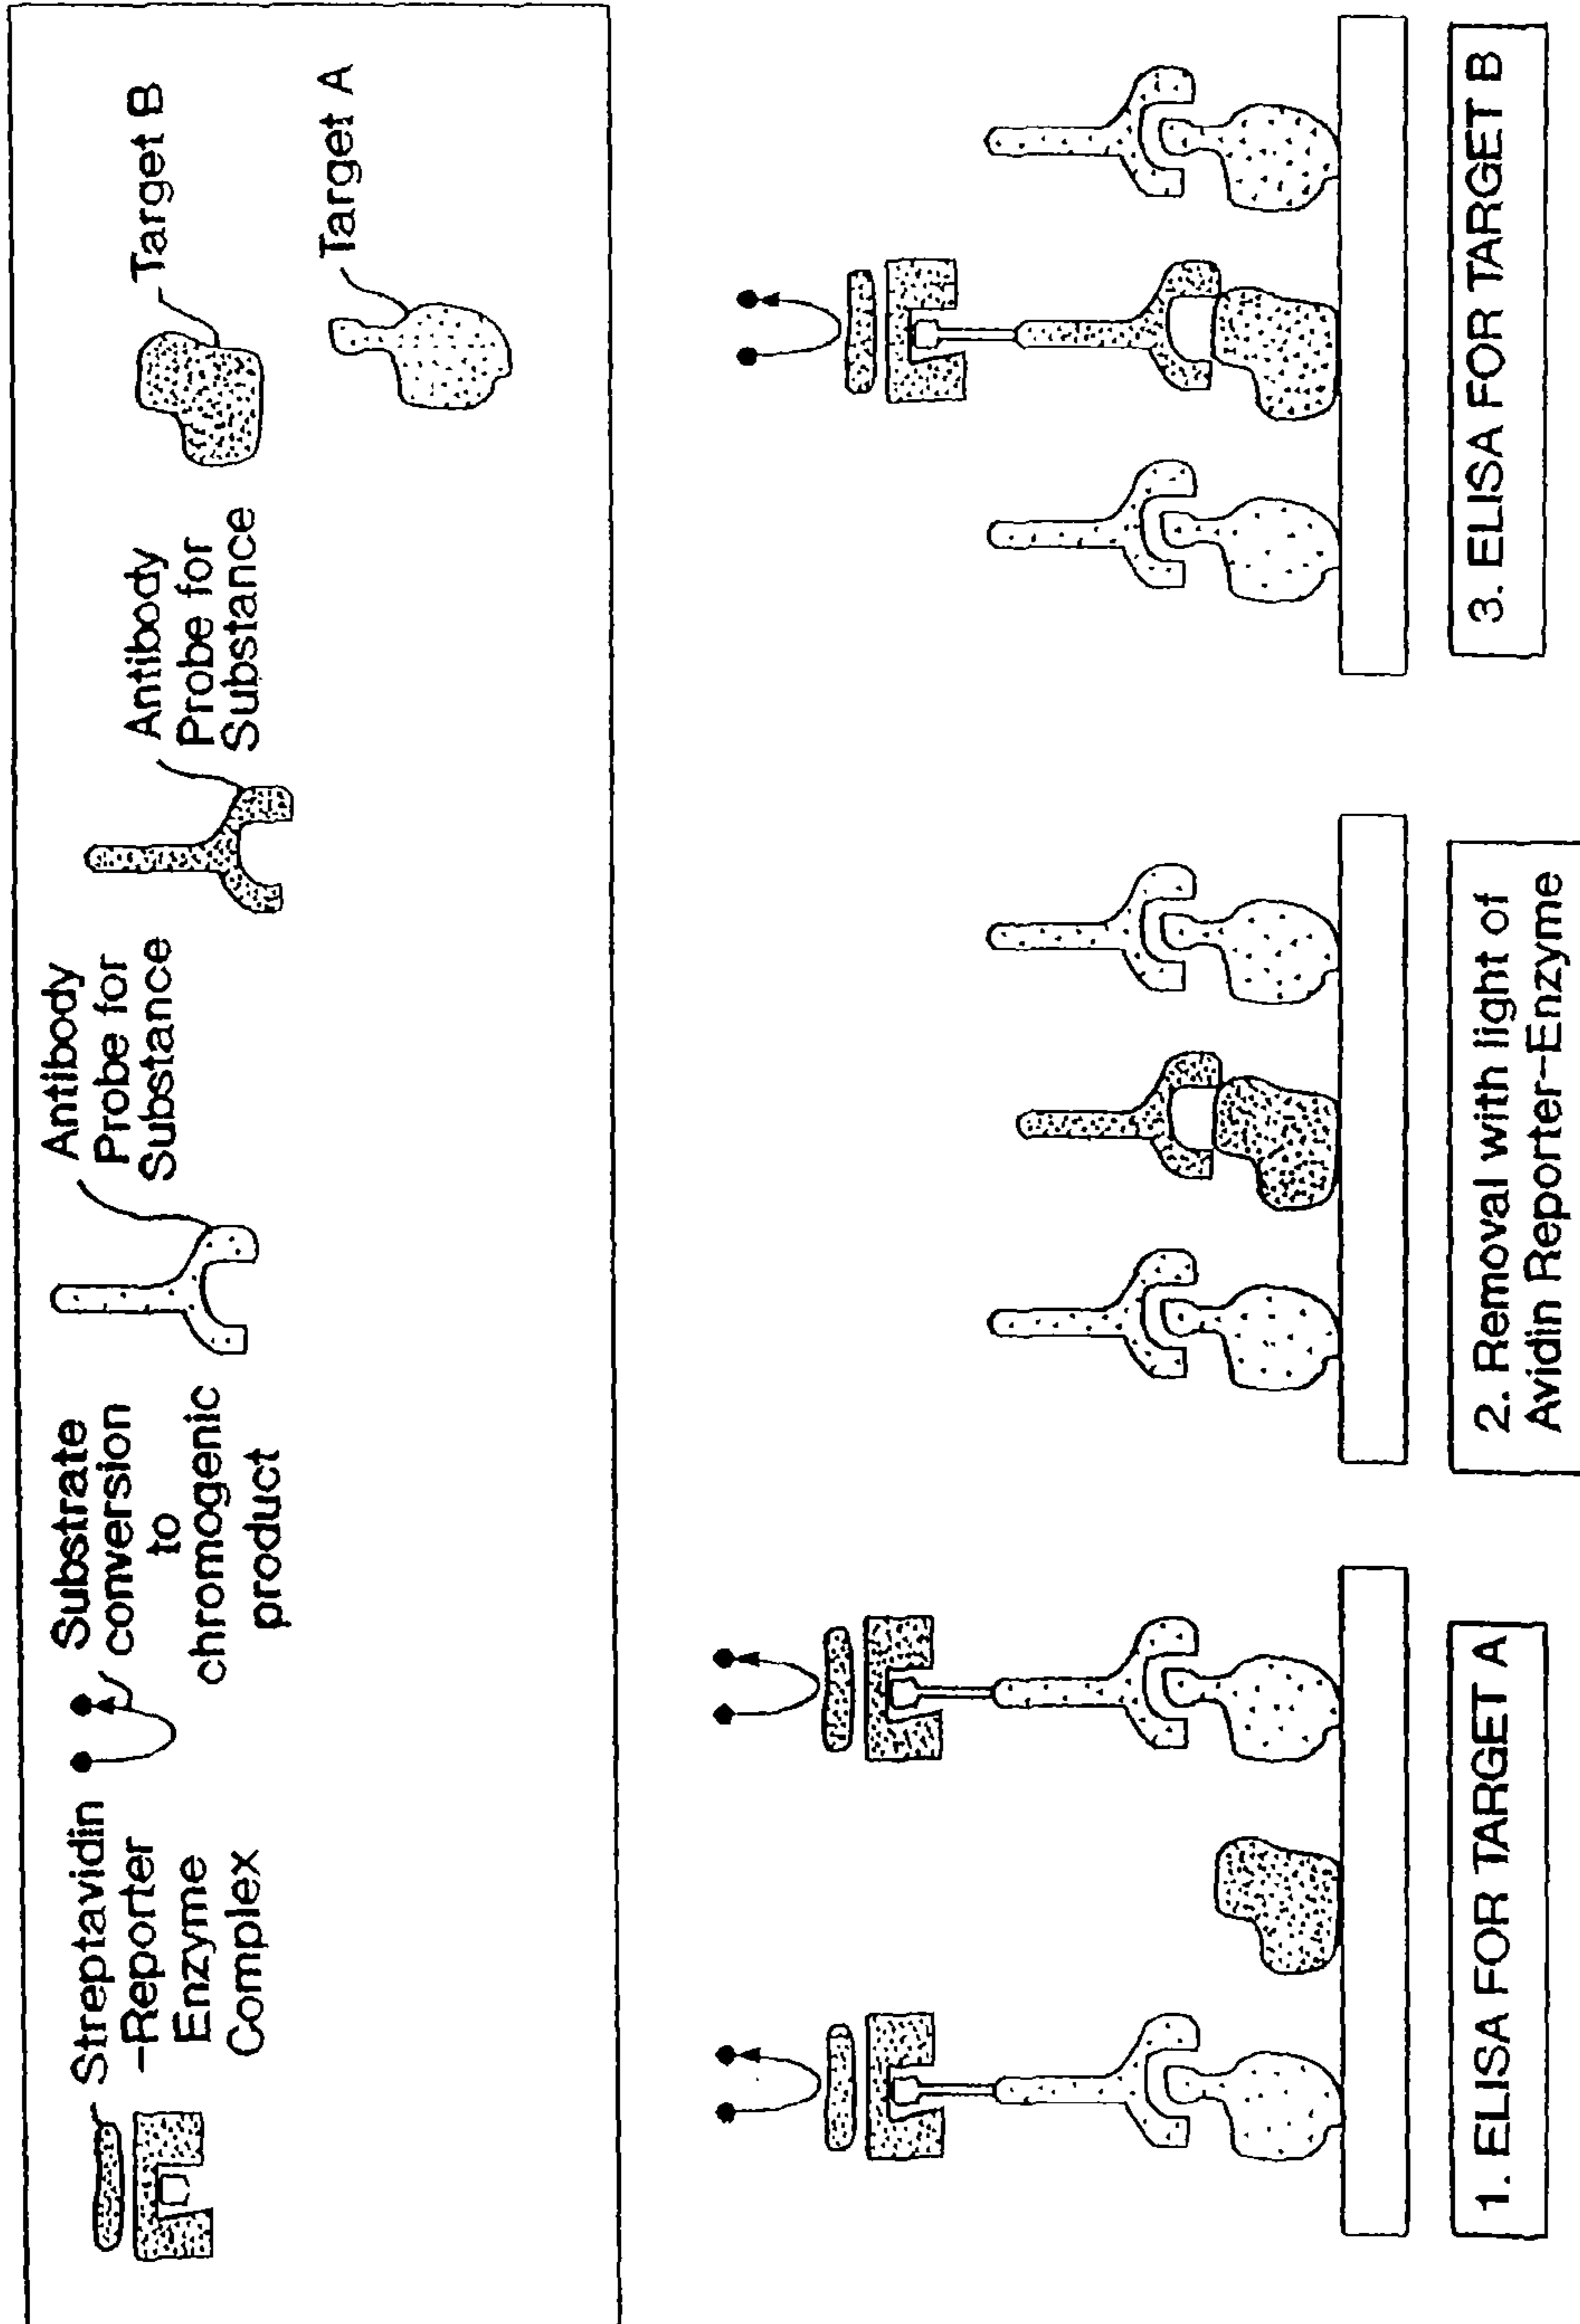 Streptavidin
-Reporter
Enzyme
Complex
Substrate
conversion
to
chromogenic
product
Antibody
Probe for
Substance
Antibody
Probe for
Substance
Target B
Target A
1. ELISA FOR TARGET A
2. Removal with light of
Avidin Reporter-Enzyme
3. ELISA FOR TARGET B